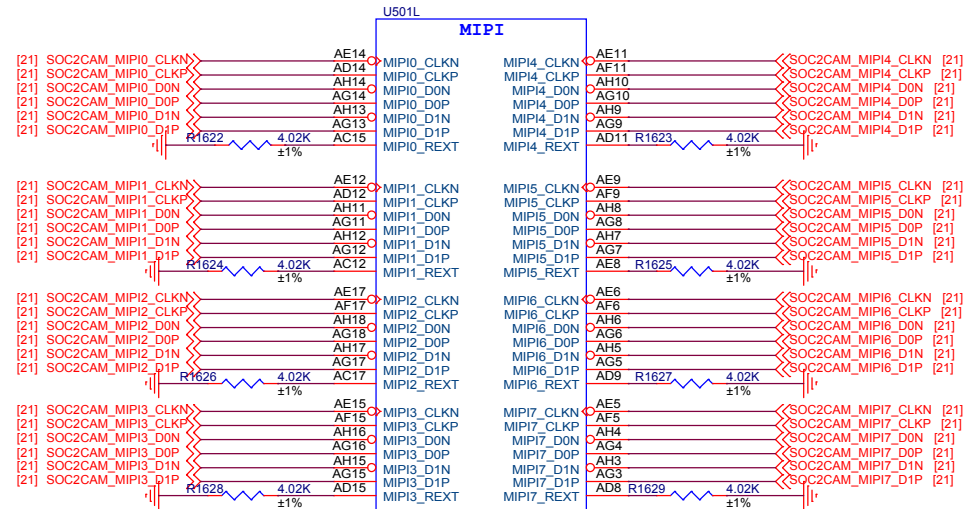 U501L
MIPI
[21] SOC2CAM_MIPI0_CLKN AE14 MIPI0_CLKN MIPI4_CLKN AE11 SOC2CAM_MIPI4_CLKN [21]
[21] SOC2CAM_MIPI0_CLKP AD14 MIPI0_CLKP MIPI4_CLKP AF11 SOC2CAM_MIPI4_CLKP [21]
[21] SOC2CAM_MIPI0_D0N AH14 MIPI0_D0N MIPI4_D0N AH10 SOC2CAM_MIPI4_D0N [21]
[21] SOC2CAM_MIPI0_D0P AG14 MIPI0_D0P MIPI4_D0P AG10 SOC2CAM_MIPI4_D0P [21]
[21] SOC2CAM_MIPI0_D1N AH13 MIPI0_D1N MIPI4_D1N AH9 SOC2CAM_MIPI4_D1N [21]
[21] SOC2CAM_MIPI0_D1P AG13 MIPI0_D1P MIPI4_D1P AG9 SOC2CAM_MIPI4_D1P [21]
R1622 4.02K AC15 MIPI0_REXT MIPI4_REXT AD11 R1623 4.02K
±1% ±1%
[21] SOC2CAM_MIPI1_CLKN AE12 MIPI1_CLKN MIPI5_CLKN AE9 SOC2CAM_MIPI5_CLKN [21]
[21] SOC2CAM_MIPI1_CLKP AD12 MIPI1_CLKP MIPI5_CLKP AF9 SOC2CAM_MIPI5_CLKP [21]
[21] SOC2CAM_MIPI1_D0N AH11 MIPI1_D0N MIPI5_D0N AH8 SOC2CAM_MIPI5_D0N [21]
[21] SOC2CAM_MIPI1_D0P AG11 MIPI1_D0P MIPI5_D0P AG8 SOC2CAM_MIPI5_D0P [21]
[21] SOC2CAM_MIPI1_D1N AH12 MIPI1_D1N MIPI5_D1N AH7 SOC2CAM_MIPI5_D1N [21]
[21] SOC2CAM_MIPI1_D1P AG12 MIPI1_D1P MIPI5_D1P AG7 SOC2CAM_MIPI5_D1P [21]
R1624 4.02K AC12 MIPI1_REXT MIPI5_REXT AE8 R1625 4.02K
±1% ±1%
[21] SOC2CAM_MIPI2_CLKN AE17 MIPI2_CLKN MIPI6_CLKN AE6 SOC2CAM_MIPI6_CLKN [21]
[21] SOC2CAM_MIPI2_CLKP AF17 MIPI2_CLKP MIPI6_CLKP AF6 SOC2CAM_MIPI6_CLKP [21]
[21] SOC2CAM_MIPI2_D0N AH18 MIPI2_D0N MIPI6_D0N AH6 SOC2CAM_MIPI6_D0N [21]
[21] SOC2CAM_MIPI2_D0P AG18 MIPI2_D0P MIPI6_D0P AG6 SOC2CAM_MIPI6_D0P [21]
[21] SOC2CAM_MIPI2_D1N AH17 MIPI2_D1N MIPI6_D1N AH5 SOC2CAM_MIPI6_D1N [21]
[21] SOC2CAM_MIPI2_D1P AG17 MIPI2_D1P MIPI6_D1P AG5 SOC2CAM_MIPI6_D1P [21]
R1626 4.02K AC17 MIPI2_REXT MIPI6_REXT AD9 R1627 4.02K
±1% ±1%
[21] SOC2CAM_MIPI3_CLKN AE15 MIPI3_CLKN MIPI7_CLKN AE5 SOC2CAM_MIPI7_CLKN [21]
[21] SOC2CAM_MIPI3_CLKP AF15 MIPI3_CLKP MIPI7_CLKP AF5 SOC2CAM_MIPI7_CLKP [21]
[21] SOC2CAM_MIPI3_D0N AH16 MIPI3_D0N MIPI7_D0N AH4 SOC2CAM_MIPI7_D0N [21]
[21] SOC2CAM_MIPI3_D0P AG16 MIPI3_D0P MIPI7_D0P AG4 SOC2CAM_MIPI7_D0P [21]
[21] SOC2CAM_MIPI3_D1N AH15 MIPI3_D1N MIPI7_D1N AH3 SOC2CAM_MIPI7_D1N [21]
[21] SOC2CAM_MIPI3_D1P AG15 MIPI3_D1P MIPI7_D1P AG3 SOC2CAM_MIPI7_D1P [21]
R1628 4.02K AD15 MIPI3_REXT MIPI7_REXT AD8 R1629 4.02K
±1% ±1%